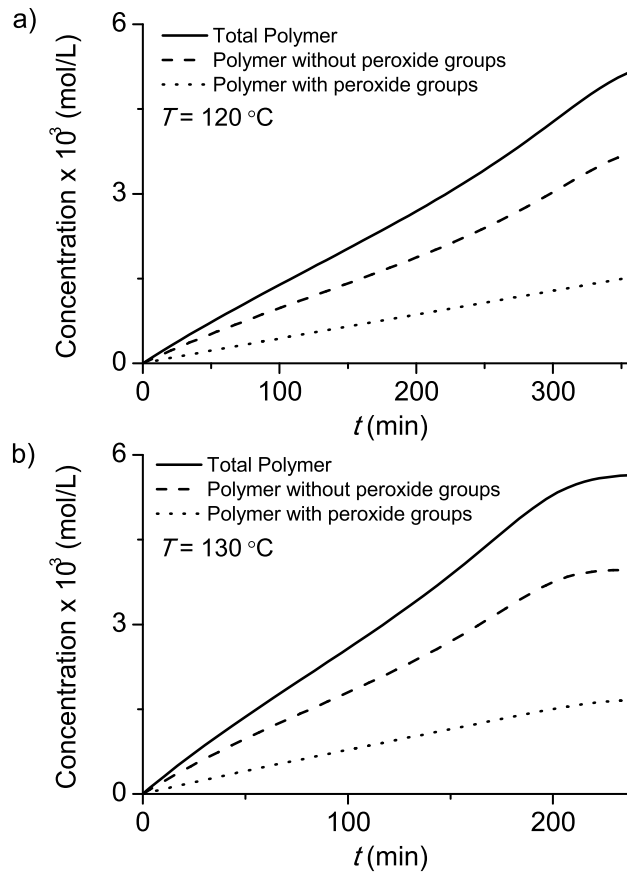 a)
6
Total Polymer
Polymer without peroxide groups
Polymer with peroxide groups
T = 120 °C
3
0
Concentration x 10³ (mol/L)
0 100 200 300
t (min)
b)
6
Total Polymer
Polymer without peroxide groups
Polymer with peroxide groups
T = 130 °C
3
0
Concentration x 10³ (mol/L)
0 100 200
t (min)